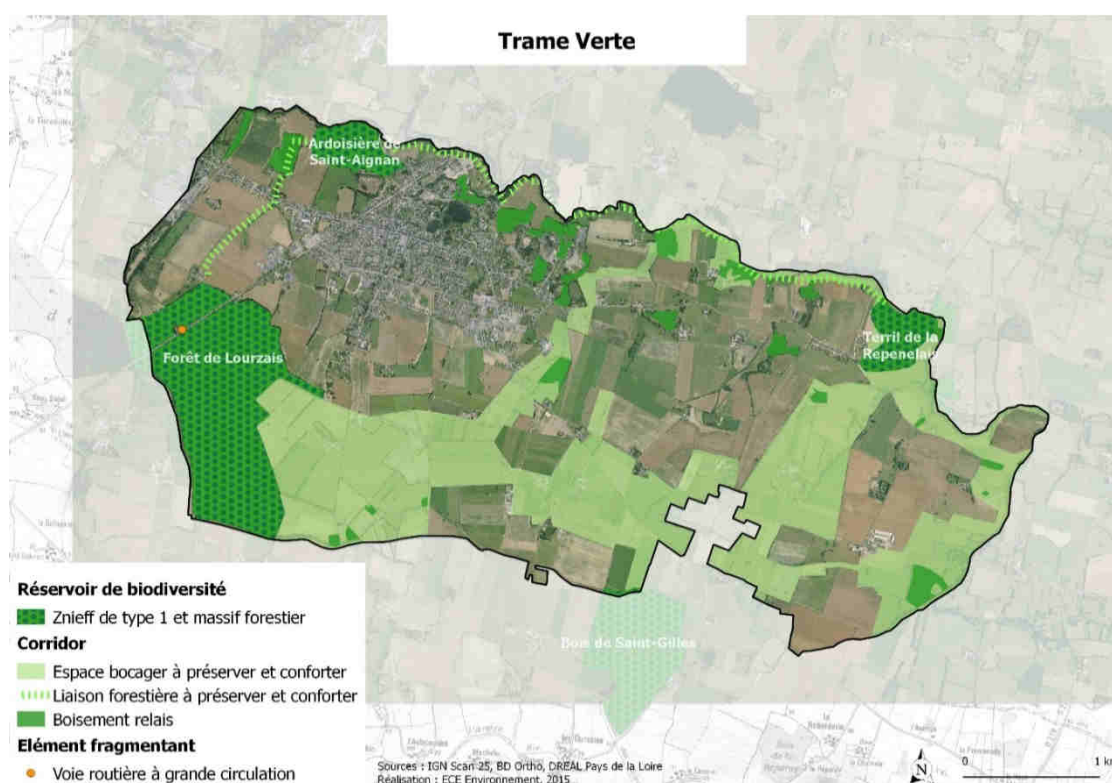 Trame Verte
Ardoisière de
Saint-Aignan
Forêt de Lourzais
Terril de la
Repenelais
Bois de Saint-Gilles
Réservoir de biodiversité
Znieff de type 1 et massif forestier
Corridor
Espace bocager à préserver et conforter
Liaison forestière à préserver et conforter
Boisement relais
Elément fragmentant
Voie routière à grande circulation
Sources : IGN Scan 25, BD Ortho, DREAL Pays de la Loire
Réalisation : ECE Environnement, 2015
N
0 1 k